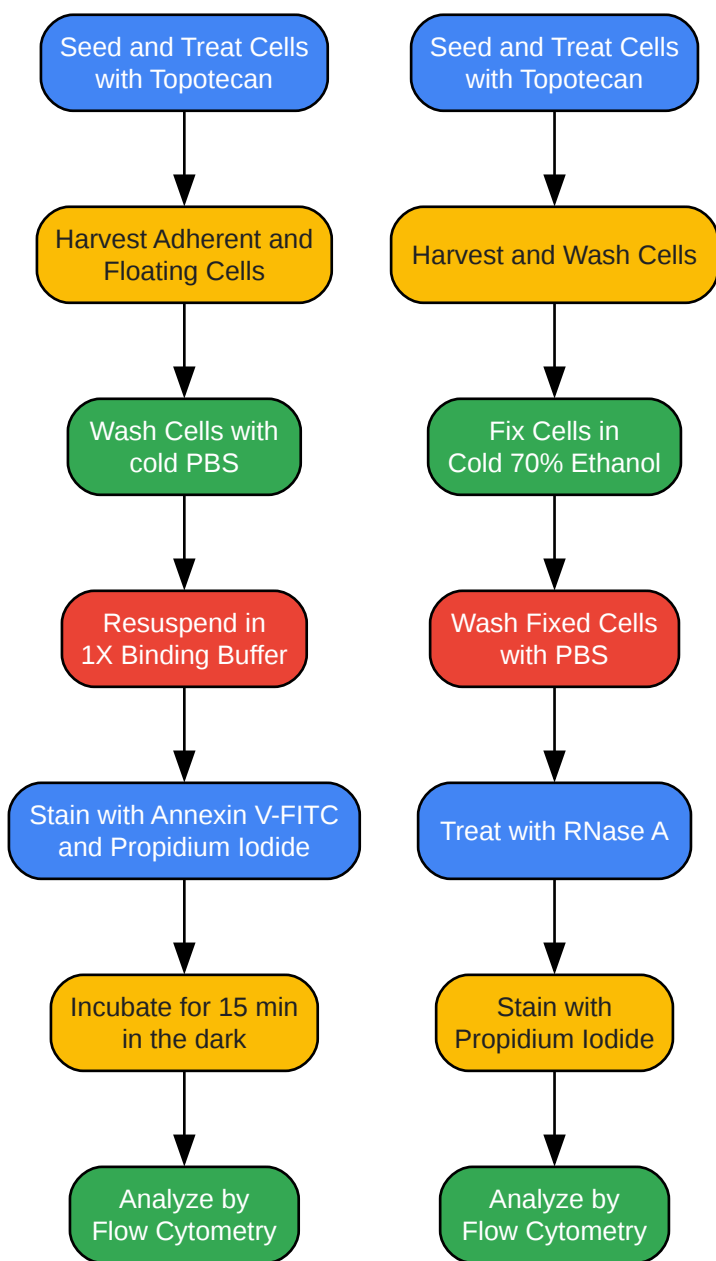 Seed and Treat Cells
with Topotecan
Harvest Adherent and
Floating Cells
Wash Cells with
cold PBS
Resuspend in
1X Binding Buffer
Stain with Annexin V-FITC
and Propidium Iodide
Incubate for 15 min
in the dark
Analyze by
Flow Cytometry
Seed and Treat Cells
with Topotecan
Harvest and Wash Cells
Fix Cells in
Cold 70% Ethanol
Wash Fixed Cells
with PBS
Treat with RNase A
Stain with
Propidium Iodide
Analyze by
Flow Cytometry